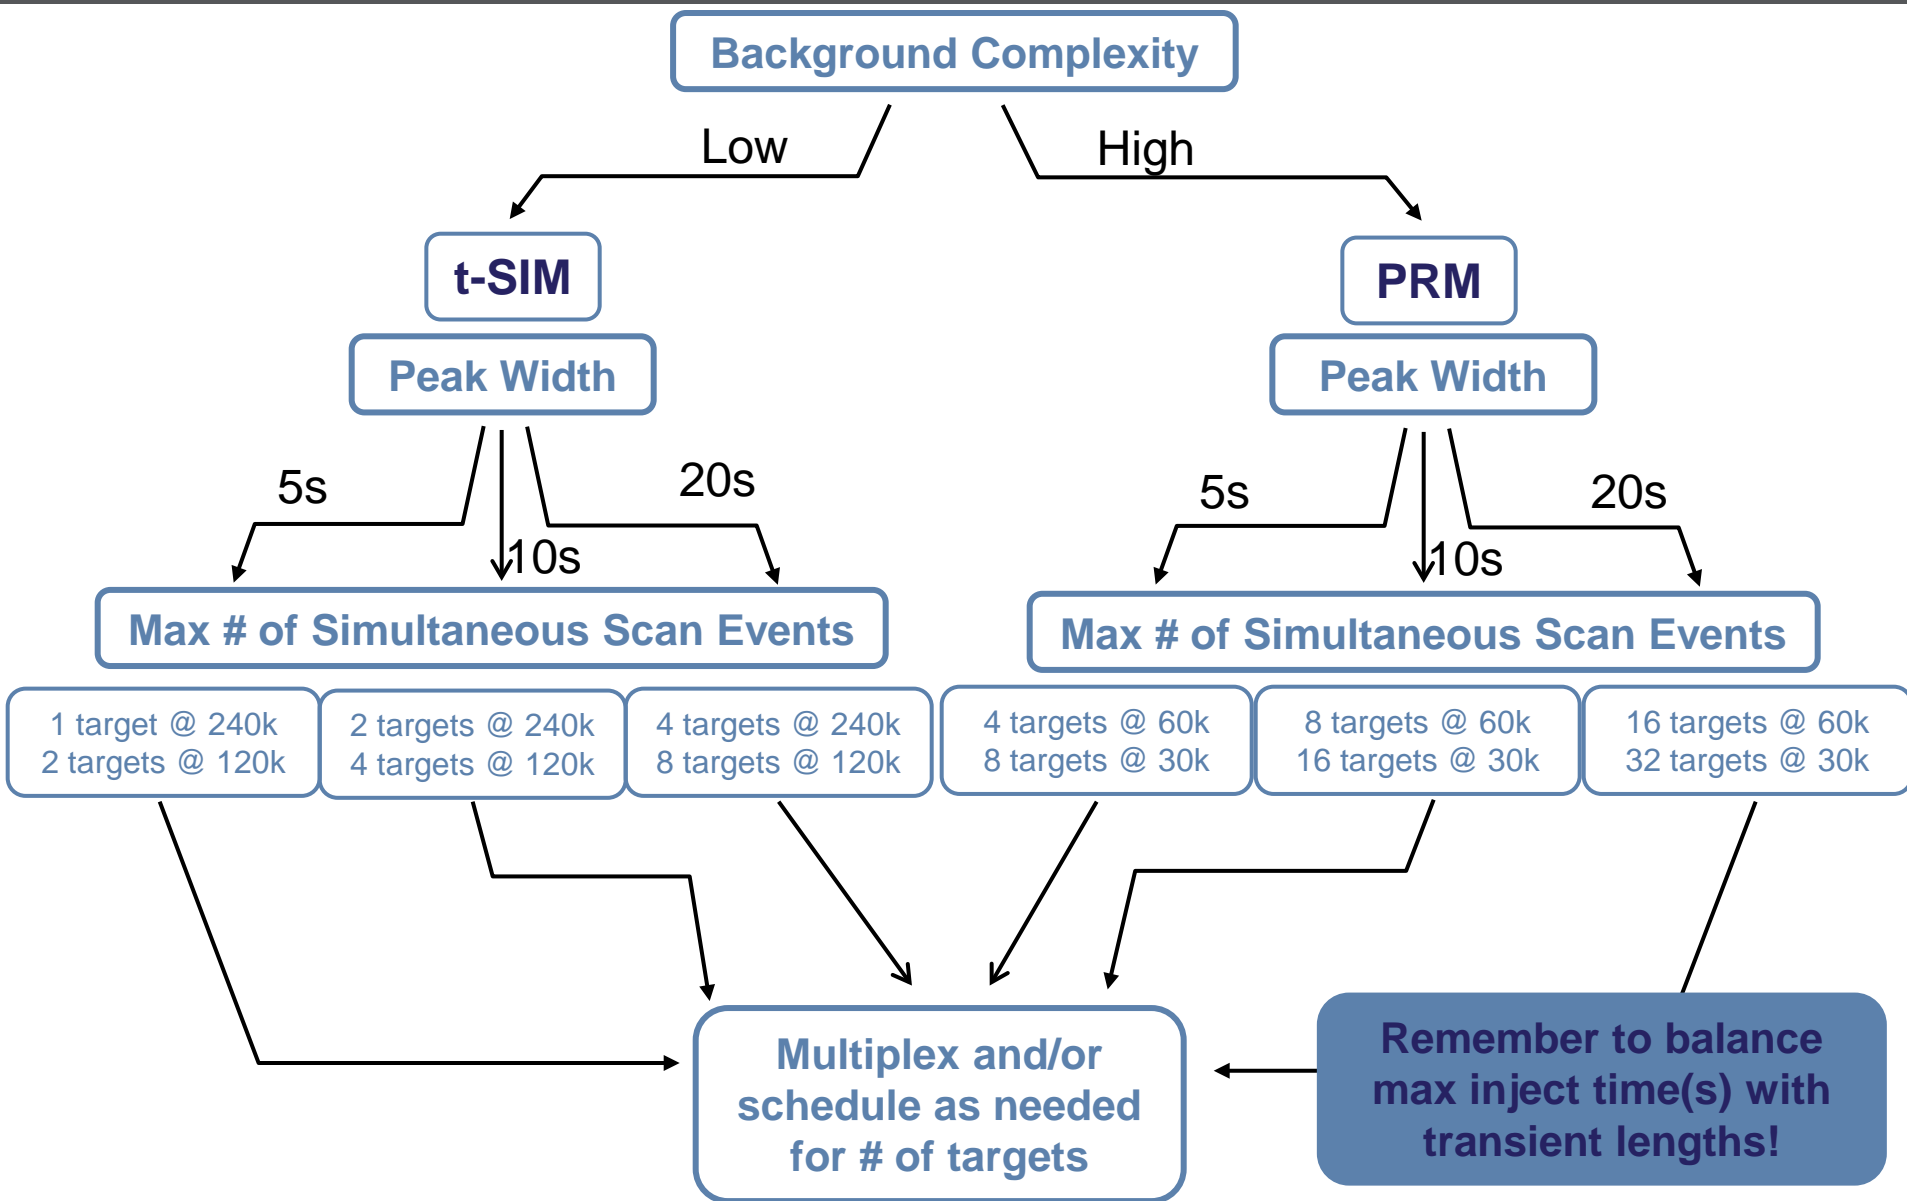 Background Complexity
Low
High
t-SIM
PRM
Peak Width
Peak Width
5s
10s
20s
5s
10s
20s
Max # of Simultaneous Scan Events
Max # of Simultaneous Scan Events
1 target @ 240k
2 targets @ 120k
2 targets @ 240k
4 targets @ 120k
4 targets @ 240k
8 targets @ 120k
4 targets @ 60k
8 targets @ 30k
8 targets @ 60k
16 targets @ 30k
16 targets @ 60k
32 targets @ 30k
Multiplex and/or
schedule as needed
for # of targets
Remember to balance
max inject time(s) with
transient lengths!